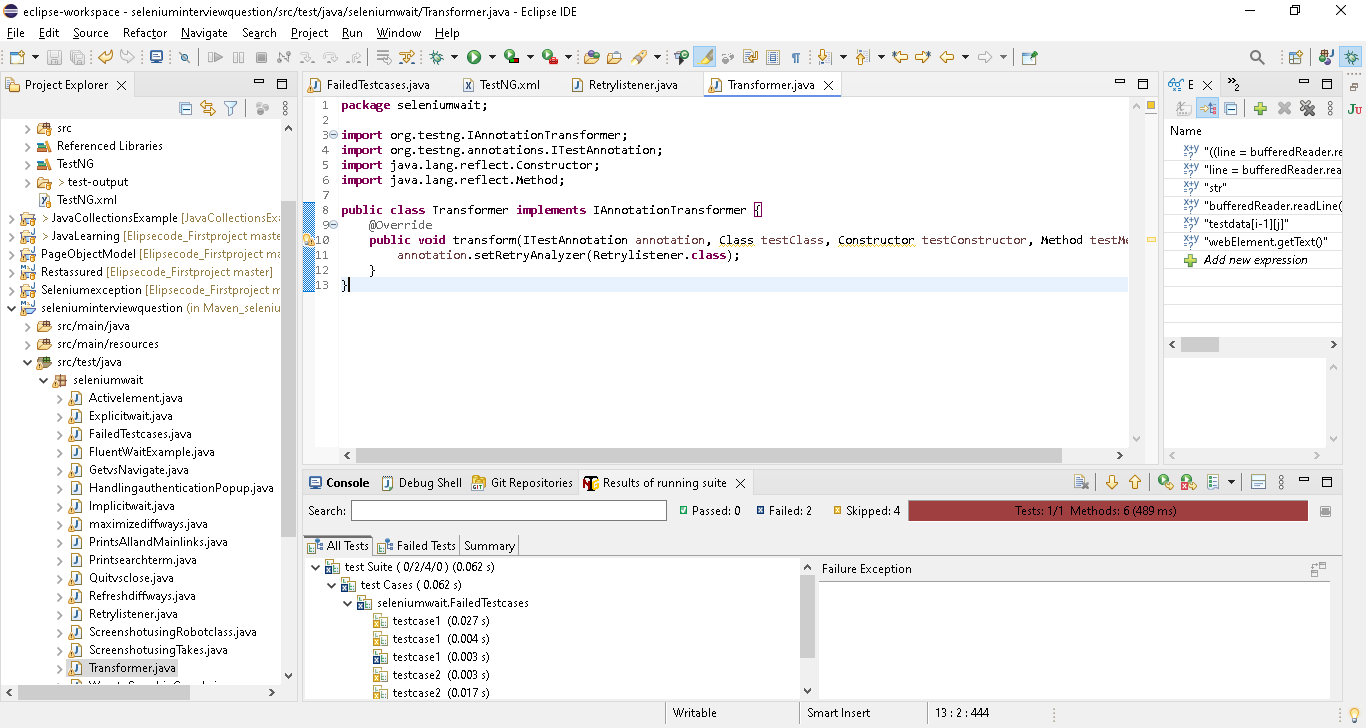 eclipse-workspace - seleniuminterviewquestion/src/test/java/seleniumwait/Transformer.java - Eclipse IDE
File Edit Source Refactor Navigate Search Project Run Window Help
Project Explorer
src
Referenced Libraries
TestNG
> test-output
TestNG.xml
> JavaCollectionsExample [JavaCollectionsExa
> JavaLearning [Elipsecode_Firstproject maste
PageObjectModel [Elipsecode_Firstproject ma
Restassured [Elipsecode_Firstproject master]
Seleniumexception [Elipsecode_Firstproject m
seleniuminterviewquestion (in Maven_seleniu
src/main/java
src/main/resources
src/test/java
seleniumwait
Activelement.java
Explicitwait.java
FailedTestcases.java
FluentWaitExample.java
GetvsNavigate.java
HandlingauthenticationPopup.java
Implicitwait.java
maximizediffways.java
PrintsAllandMainlinks.java
Printsearchterm.java
Quitvsclose.java
Refreshdiffways.java
Retrylistener.java
ScreenshotusingRobotclass.java
ScreenshotusingTakes.java
Transformer.java
FailedTestcases.java TestNG.xml Retrylistener.java Transformer.java
1 package seleniumwait;
2
3 import org.testng.IAnnotationTransformer;
4 import org.testng.annotations.ITestAnnotation;
5 import java.lang.reflect.Constructor;
6 import java.lang.reflect.Method;
7
8 public class Transformer implements IAnnotationTransformer {
9 @Override
10 public void transform(ITestAnnotation annotation, Class testClass, Constructor testConstructor, Method testMe
11 annotation.setRetryAnalyzer(Retrylistener.class);
12 }
13 }
E
2
Name
"((line = bufferedReader.re
"line = bufferedReader.rea
"str"
"bufferedReader.readLine(
"testdata[i-1][j]"
"webElement.getText()"
Add new expression
Console Debug Shell Git Repositories Results of running suite
Search: Passed: 0 Failed: 2 Skipped: 4 Tests: 1/1 Methods: 6 (489 ms)
All Tests Failed Tests Summary
test Suite ( 0/2/4/0 ) (0.062 s)
test Cases ( 0.062 s)
seleniumwait.FailedTestcases
testcase1 (0.027 s)
testcase1 (0.004 s)
testcase1 (0.003 s)
testcase2 (0.003 s)
testcase2 (0.017 s)
Failure Exception
Writable Smart Insert 13 : 2 : 444